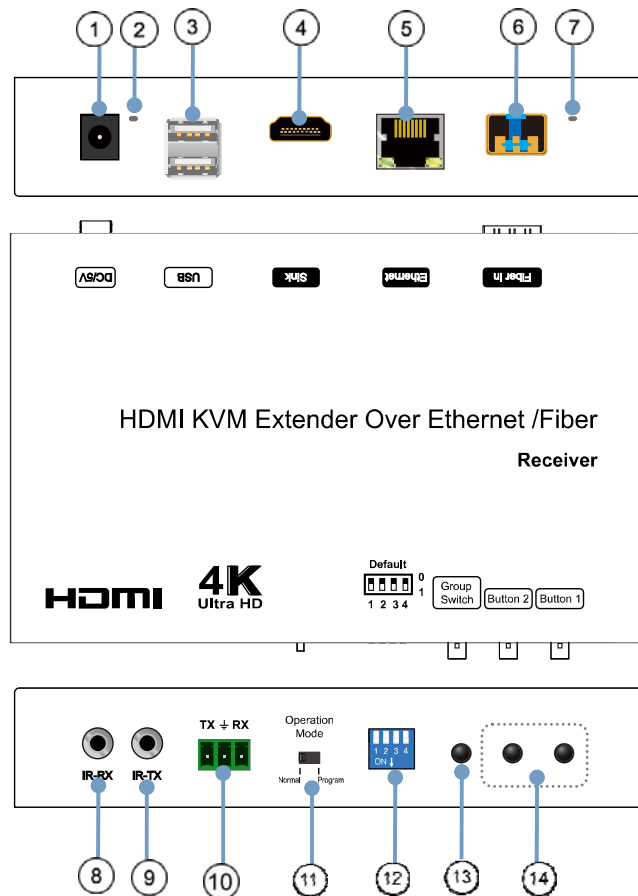 1 2 3 4 5 6 7
DC/5V USB Sink Ethernet Fiber In
HDMI KVM Extender Over Ethernet /Fiber
Receiver
HDMI
4K
Ultra HD
Default
0
1
1 2 3 4
Group
Switch
Button 2
Button 1
IR-RX
IR-TX
TX ⏚ RX
Operation
Mode
Normal
Program
1 2 3 4
ON ↓
8 9 10 11 12 13 14